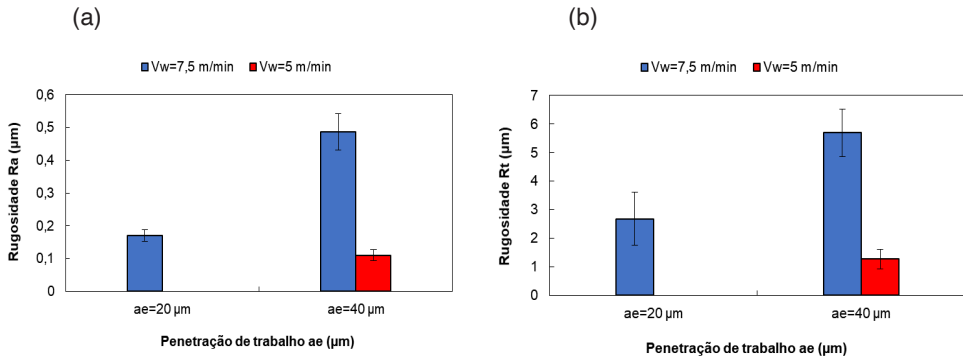 (a)
Vw=7,5 m/min Vw=5 m/min
0,6
0,5
0,4
0,3
0,2
0,1
0
Rugosidade Ra (µm)
ae=20 µm ae=40 µm
Penetração de trabalho ae (µm)
(b)
Vw=7,5 m/min Vw=5 m/min
7
6
5
4
3
2
1
0
Rugosidade Rt (µm)
ae=20 µm ae=40 µm
Penetração de trabalho ae (µm)